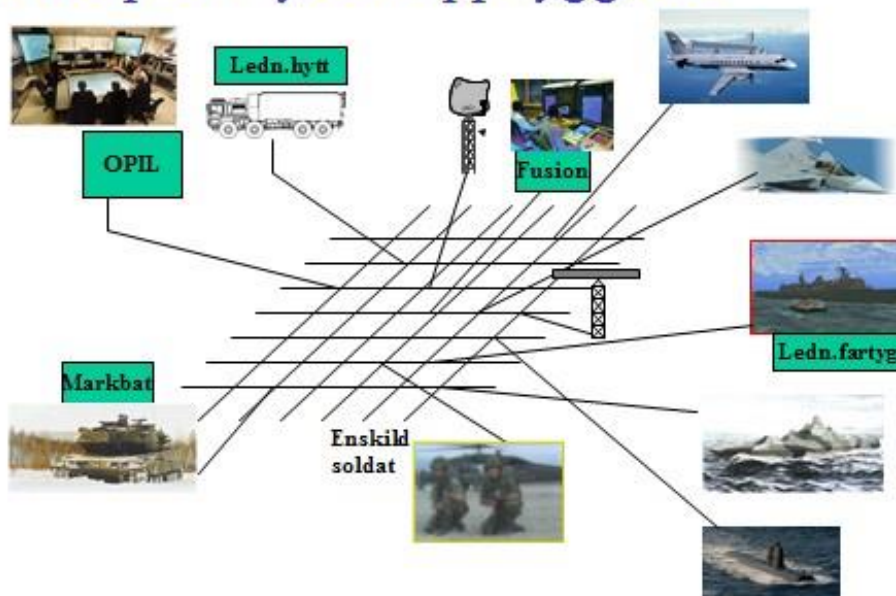 Ledn.hytt
OPIL
Fusion
Ledn.fartyg
Markbat
Enskild
soldat